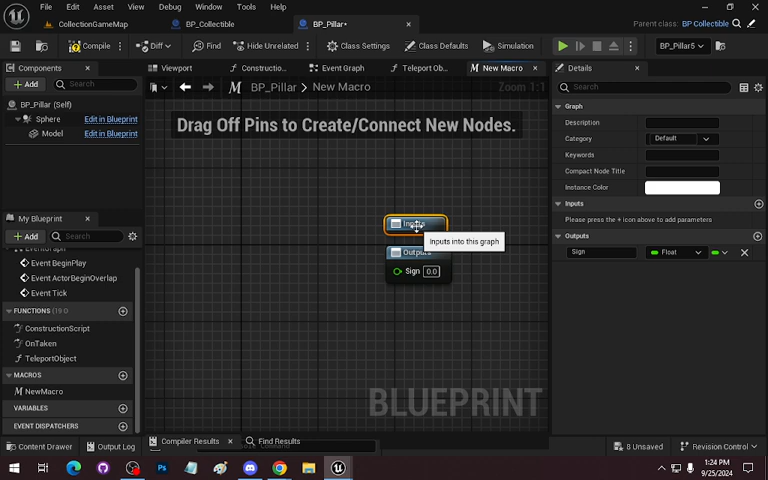 File Edit Asset View Debug Window Tools Help
Parent class: BP Collectible
CollectionGameMap BP_Collectible BP_Pillar•
Compile Diff Find Hide Unrelated Class Settings Class Defaults Simulation BP_Pillar5
Components Viewport Constructio... Event Graph Teleport Ob... New Macro Details
Add Search
BP_Pillar > New Macro Zoom 1:1
Search
BP_Pillar (Self)
Sphere Edit in Blueprint
Model Edit in Blueprint
Drag Off Pins to Create/Connect New Nodes.
Graph
Description
Category Default
Keywords
Compact Node Title
Instance Color
Inputs
Please press the + icon above to add parameters
Outputs
Sign Float
My Blueprint
Add Search
Event BeginPlay
Event ActorBeginOverlap
Event Tick
FUNCTIONS (19 O
ConstructionScript
OnTaken
TeleportObject
MACROS
NewMacro
VARIABLES
EVENT DISPATCHERS
Inputs
Inputs into this graph
Outputs
Sign 0.0
BLUEPRINT
Compiler Results Find Results
Content Drawer Output Log 8 Unsaved Revision Control
1:24 PM
9/25/2024